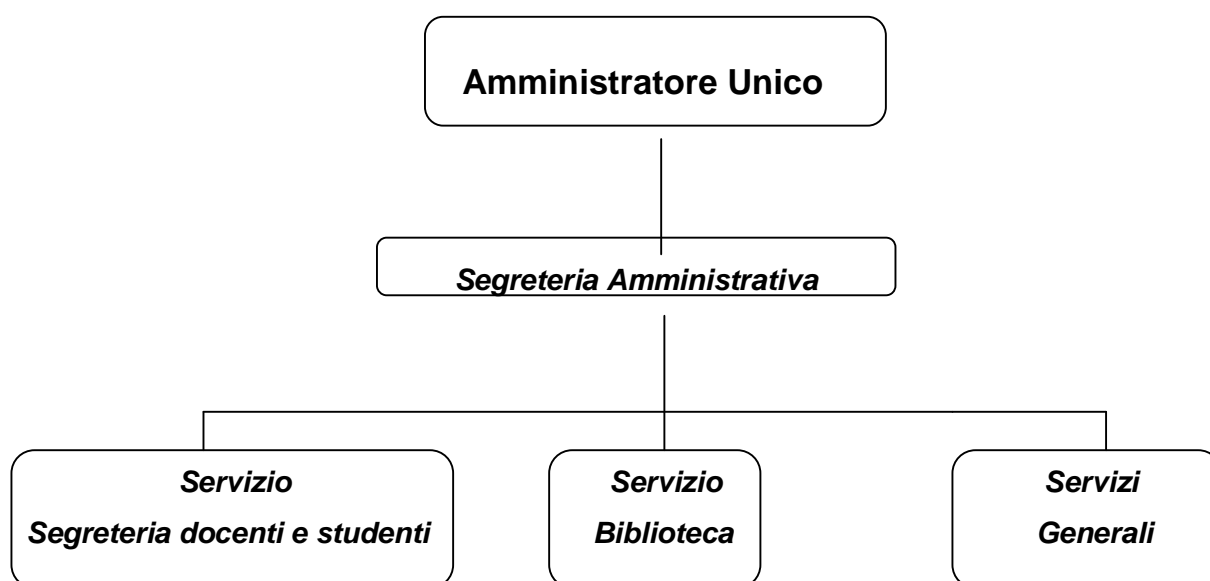 Amministratore Unico
Segreteria Amministrativa
Servizio
Segreteria docenti e studenti
Servizio
Biblioteca
Servizi
Generali